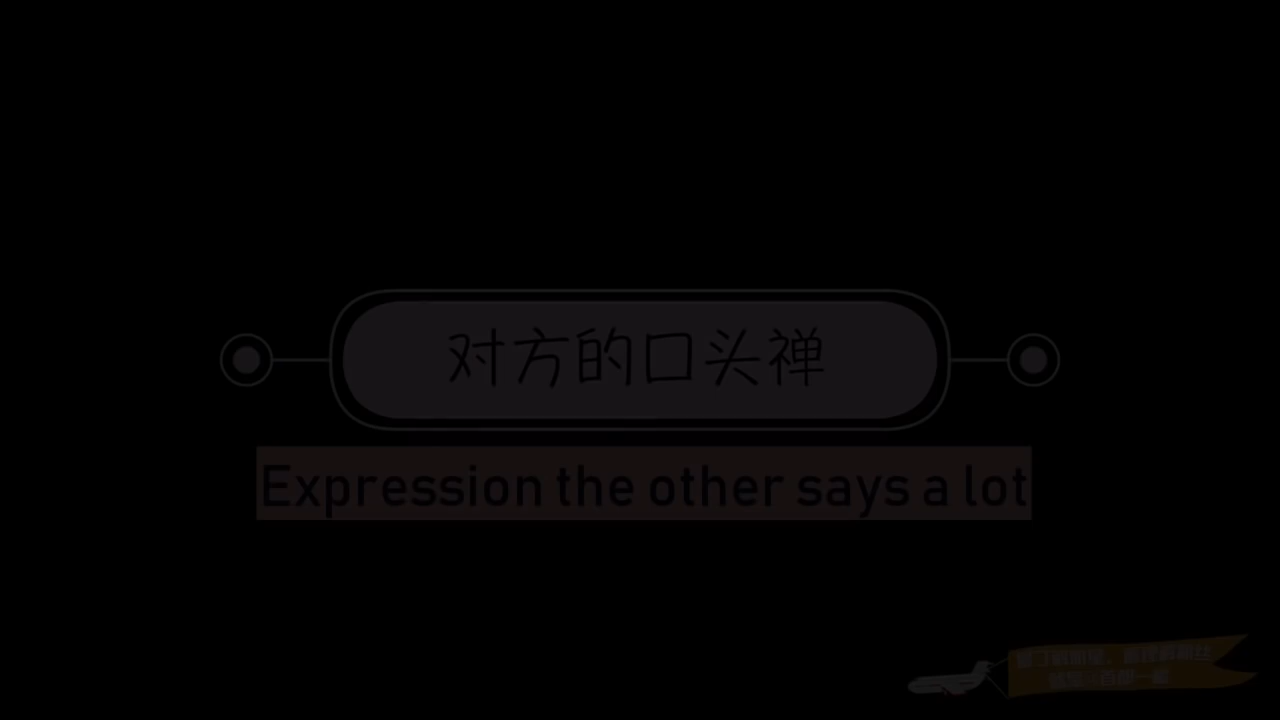 对方的口头禅
Expression the other says a lot